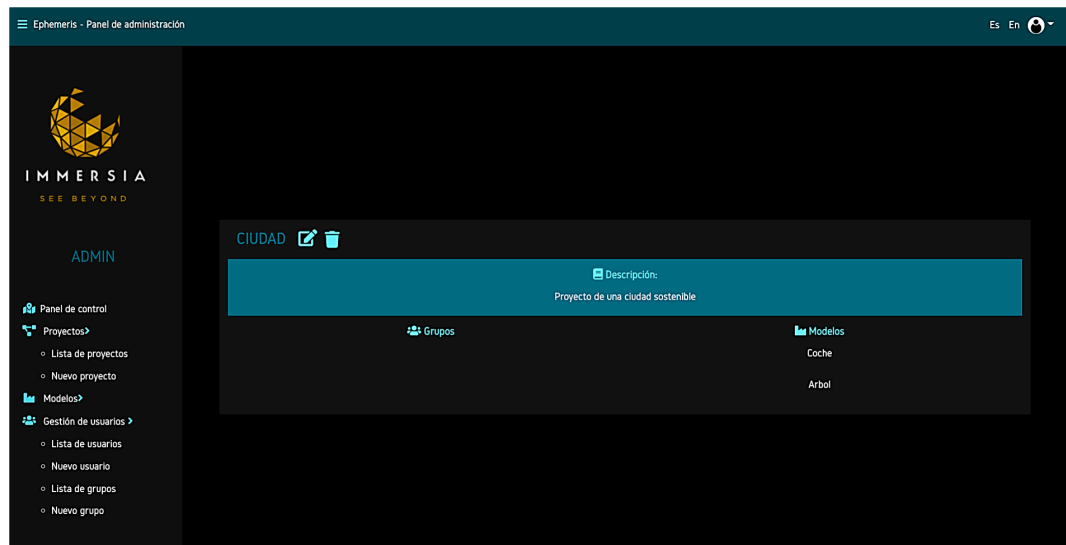 Ephemeris - Panel de administración
Es En
IMMERSIA
SEE BEYOND
ADMIN
Panel de control
Proyectos
Lista de proyectos
Nuevo proyecto
Modelos
Gestión de usuarios
Lista de usuarios
Nuevo usuario
Lista de grupos
Nuevo grupo
CIUDAD
Descripción:
Proyecto de una ciudad sostenible
Grupos
Modelos
Coche
Arbol